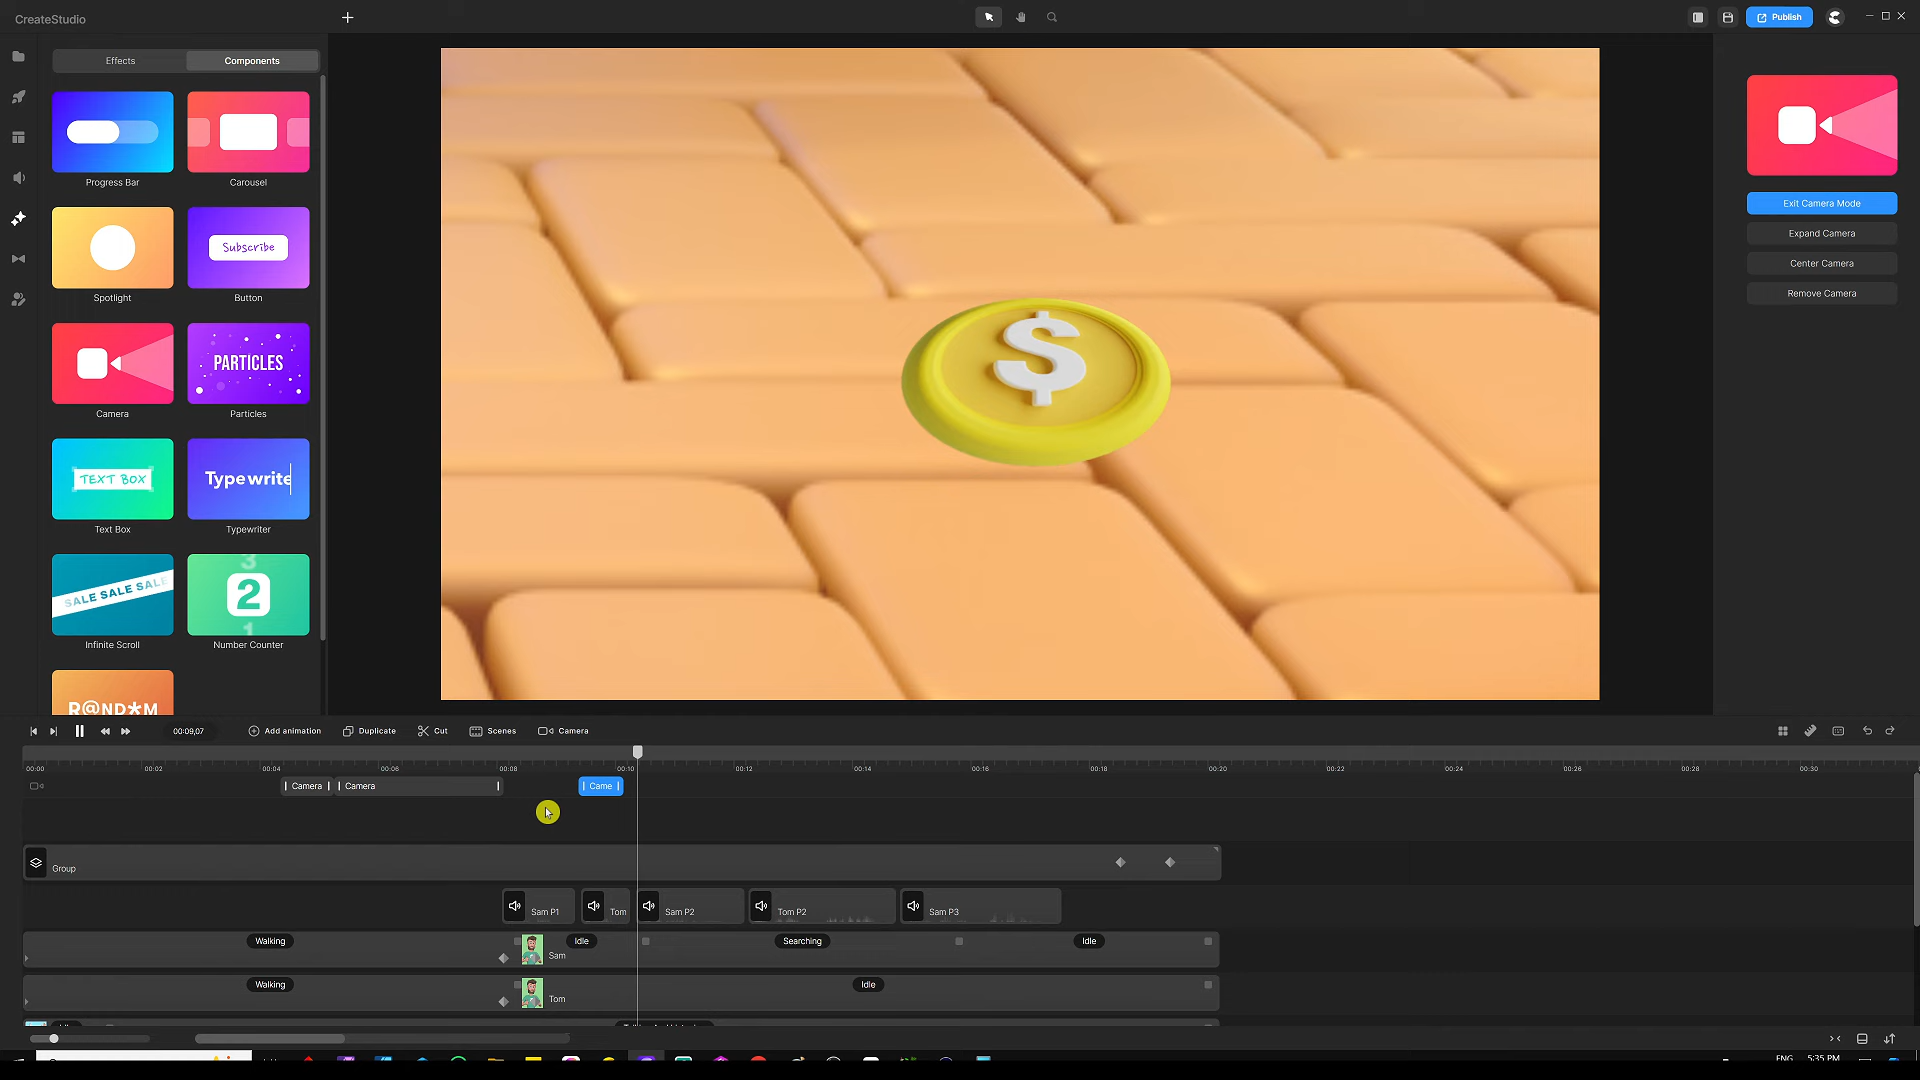 CreateStudio
Publish
Effects
Components
Progress Bar
Carousel
Subscribe
Spotlight
Button
PARTICLES
Camera
Particles
TEXT BOX
Typewrite
Text Box
Typewriter
SALE SALE SALE
3
2
1
Infinite Scroll
Number Counter
R@ND*M
Exit Camera Mode
Expand Camera
Center Camera
Remove Camera
$
00:09,07
Add animation
Duplicate
Cut
Scenes
Camera
00:00
00:02
00:04
00:06
00:08
00:10
00:12
00:14
00:16
00:18
00:20
00:22
00:24
00:26
00:28
00:30
Camera
Camera
Came
Group
Sam P1
Tom
Sam P2
Tom P2
Sam P3
Walking
Idle
Searching
Idle
Sam
Walking
Idle
Tom
ENG
5:35 PM